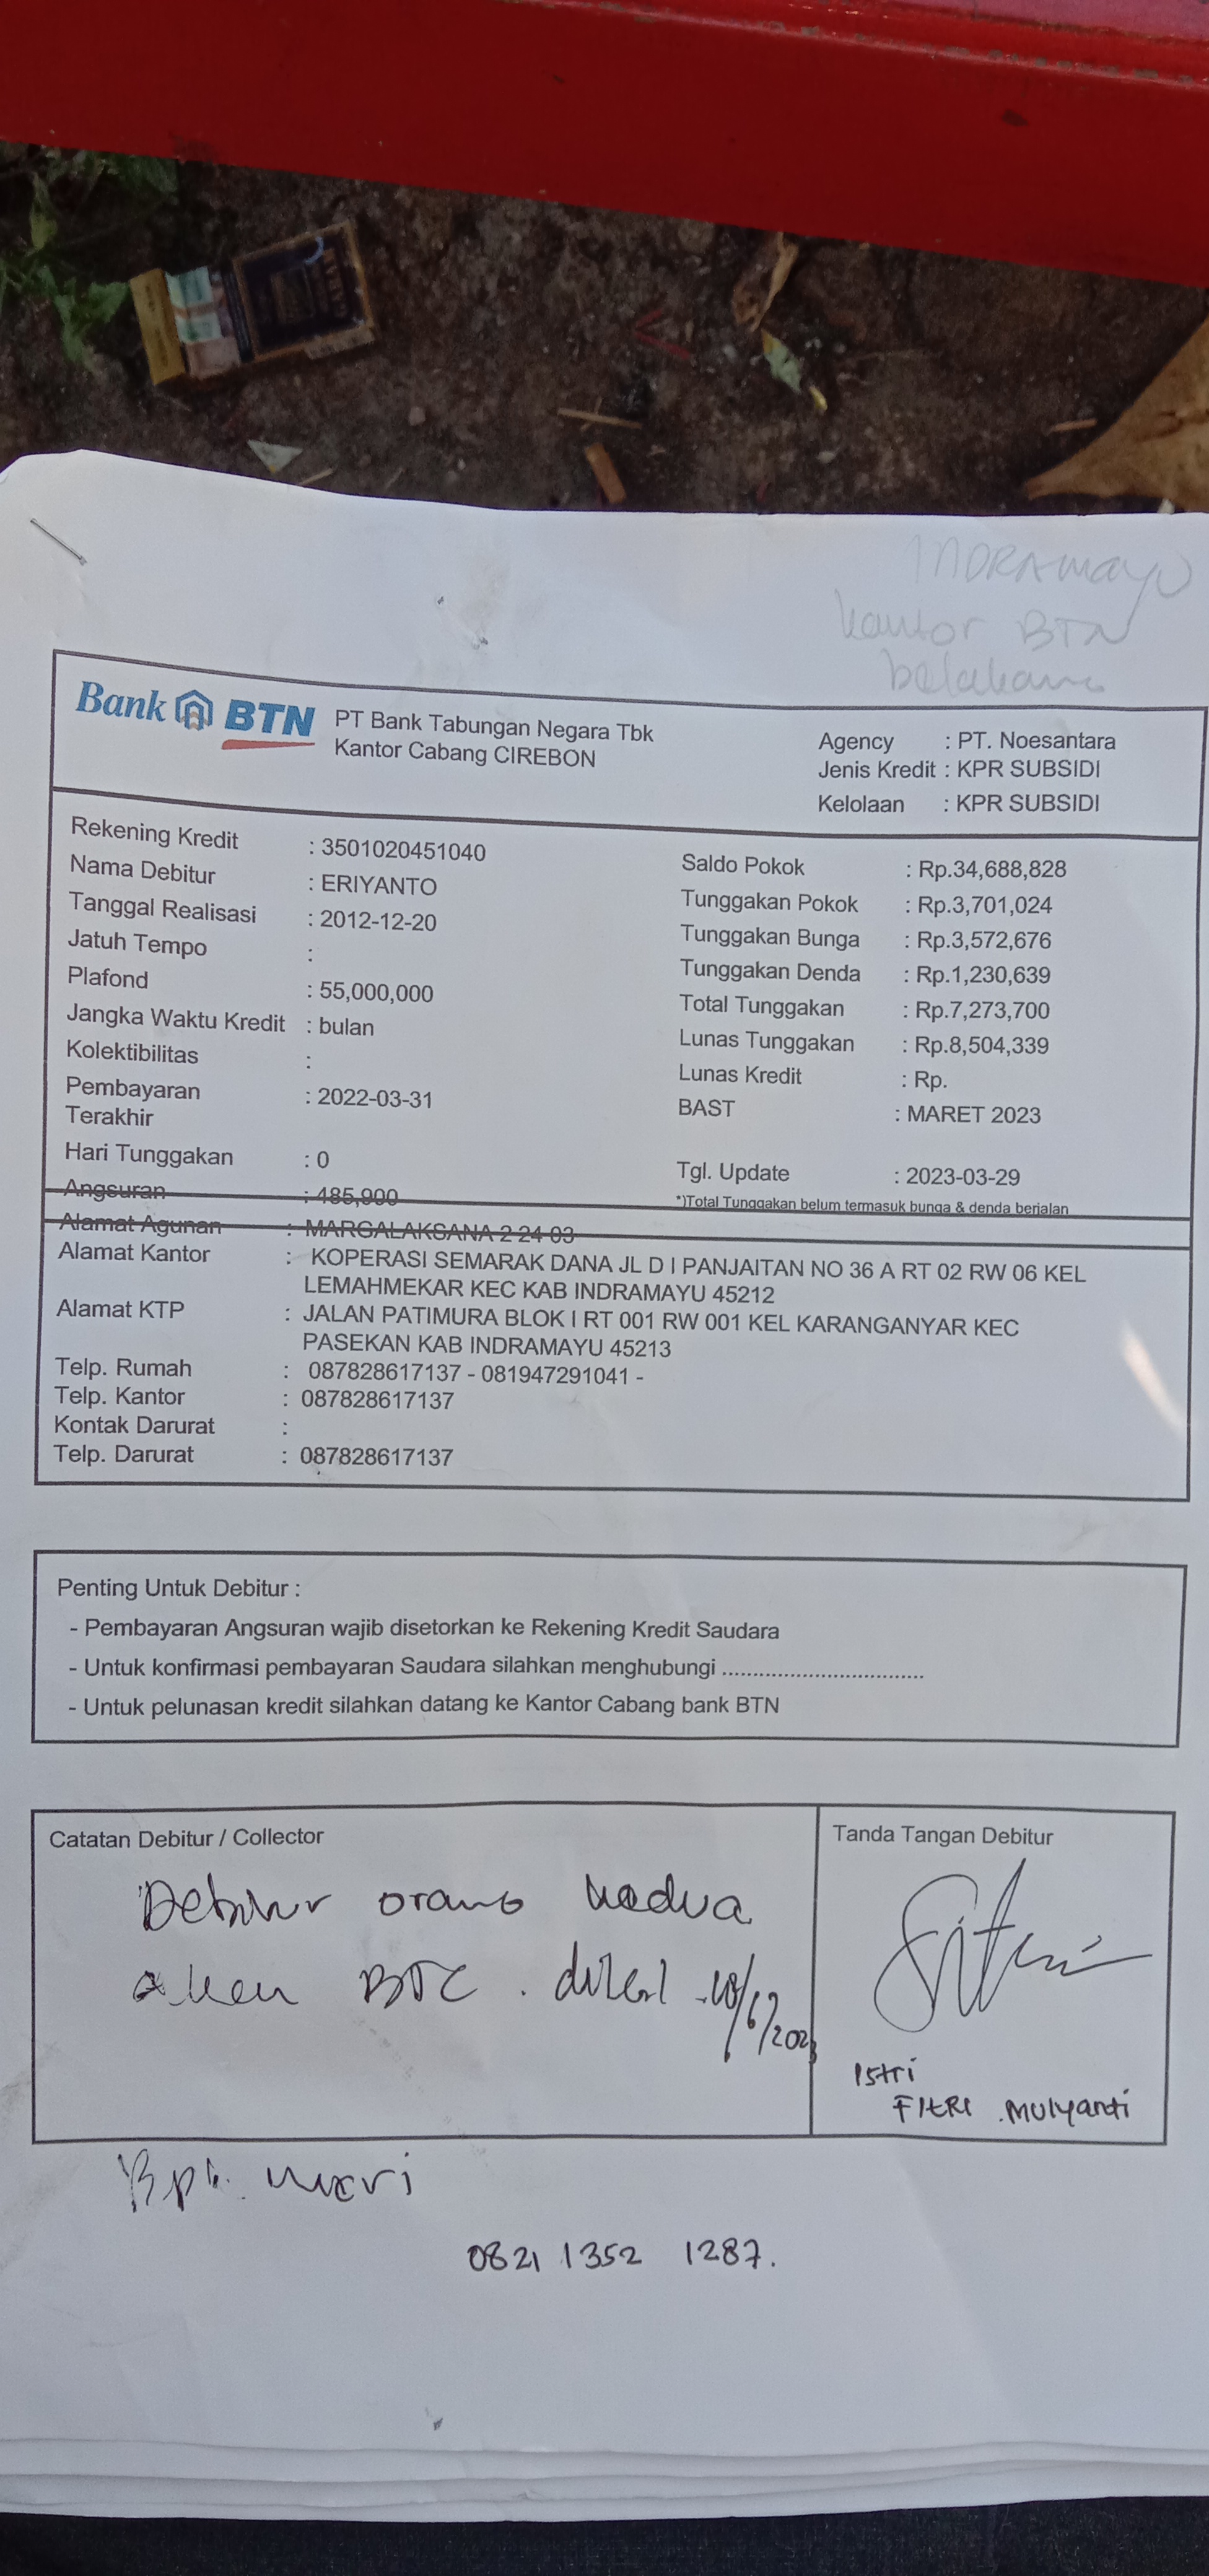 INDRAMAYU
kantor BTN
belakang
Bank BTN PT Bank Tabungan Negara Tbk
Kantor Cabang CIREBON
Agency : PT. Noesantara
Jenis Kredit : KPR SUBSIDI
Kelolaan : KPR SUBSIDI
Rekening Kredit : 3501020451040
Nama Debitur : ERIYANTO
Tanggal Realisasi : 2012-12-20
Jatuh Tempo :
Plafond : 55,000,000
Jangka Waktu Kredit : bulan
Kolektibilitas :
Pembayaran Terakhir : 2022-03-31
Hari Tunggakan : 0
Angsuran : 485,900
Saldo Pokok : Rp.34,688,828
Tunggakan Pokok : Rp.3,701,024
Tunggakan Bunga : Rp.3,572,676
Tunggakan Denda : Rp.1,230,639
Total Tunggakan : Rp.7,273,700
Lunas Tunggakan : Rp.8,504,339
Lunas Kredit : Rp.
BAST : MARET 2023
Tgl. Update : 2023-03-29
*)Total Tunggakan belum termasuk bunga & denda berjalan
Alamat Agunan : MARGALAKSANA 2 24 03
Alamat Kantor : KOPERASI SEMARAK DANA JL D I PANJAITAN NO 36 A RT 02 RW 06 KEL
LEMAHMEKAR KEC KAB INDRAMAYU 45212
Alamat KTP : JALAN PATIMURA BLOK I RT 001 RW 001 KEL KARANGANYAR KEC
PASEKAN KAB INDRAMAYU 45213
Telp. Rumah : 087828617137 - 081947291041 -
Telp. Kantor : 087828617137
Kontak Darurat :
Telp. Darurat : 087828617137
Penting Untuk Debitur :
- Pembayaran Angsuran wajib disetorkan ke Rekening Kredit Saudara
- Untuk konfirmasi pembayaran Saudara silahkan menghubungi ................................
- Untuk pelunasan kredit silahkan datang ke Kantor Cabang bank BTN
Catatan Debitur / Collector
Debitur orang kedua
akan BTC .
Tanda Tangan Debitur
Istri
FItRI Mulyanti
Bpk.
0821 1352 1287.